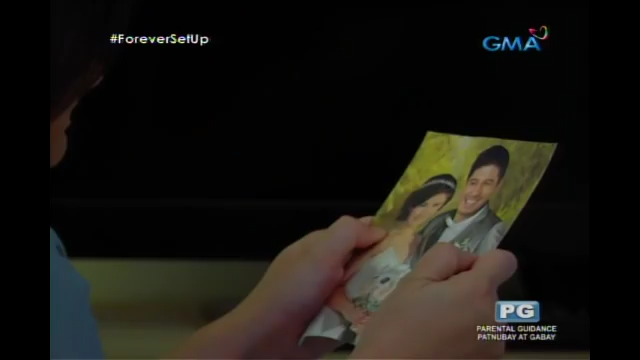 #ForeverSetUp
GMA
PG
PARENTAL GUIDANCE
PATNUBAY AT GABAY